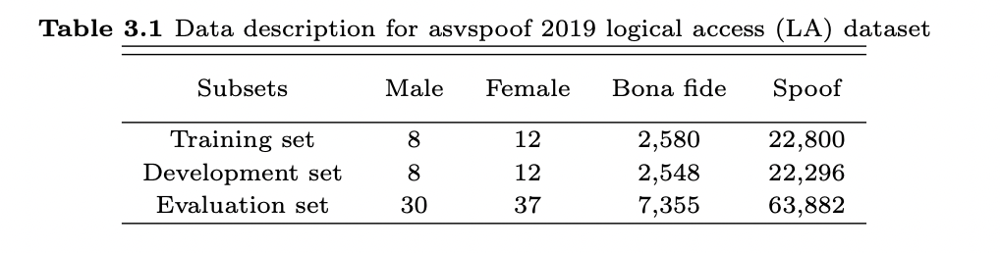 Table 3.1 Data description for asvspoof 2019 logical access (LA) dataset
Subsets Male Female Bona fide Spoof
Training set 8 12 2,580 22,800
Development set 8 12 2,548 22,296
Evaluation set 30 37 7,355 63,882